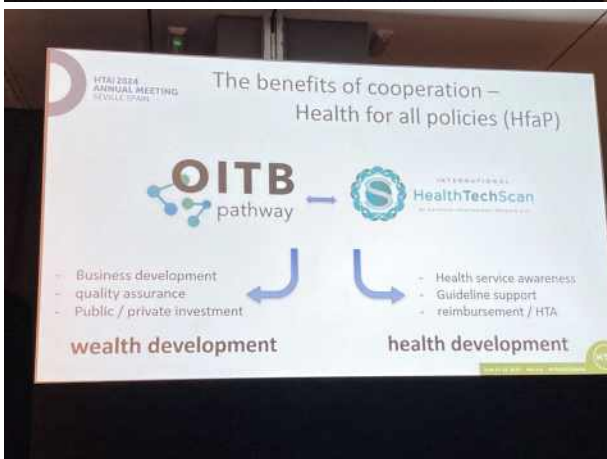 HTAI 2024
ANNUAL MEETING
SEVILLE SPAIN
The benefits of cooperation –
Health for all policies (HfaP)
OITB
pathway
INTERNATIONAL
HealthTechScan
- Business development
- quality assurance
- Public / private investment
wealth development
- Health service awareness
- Guideline support
- reimbursement / HTA
health development